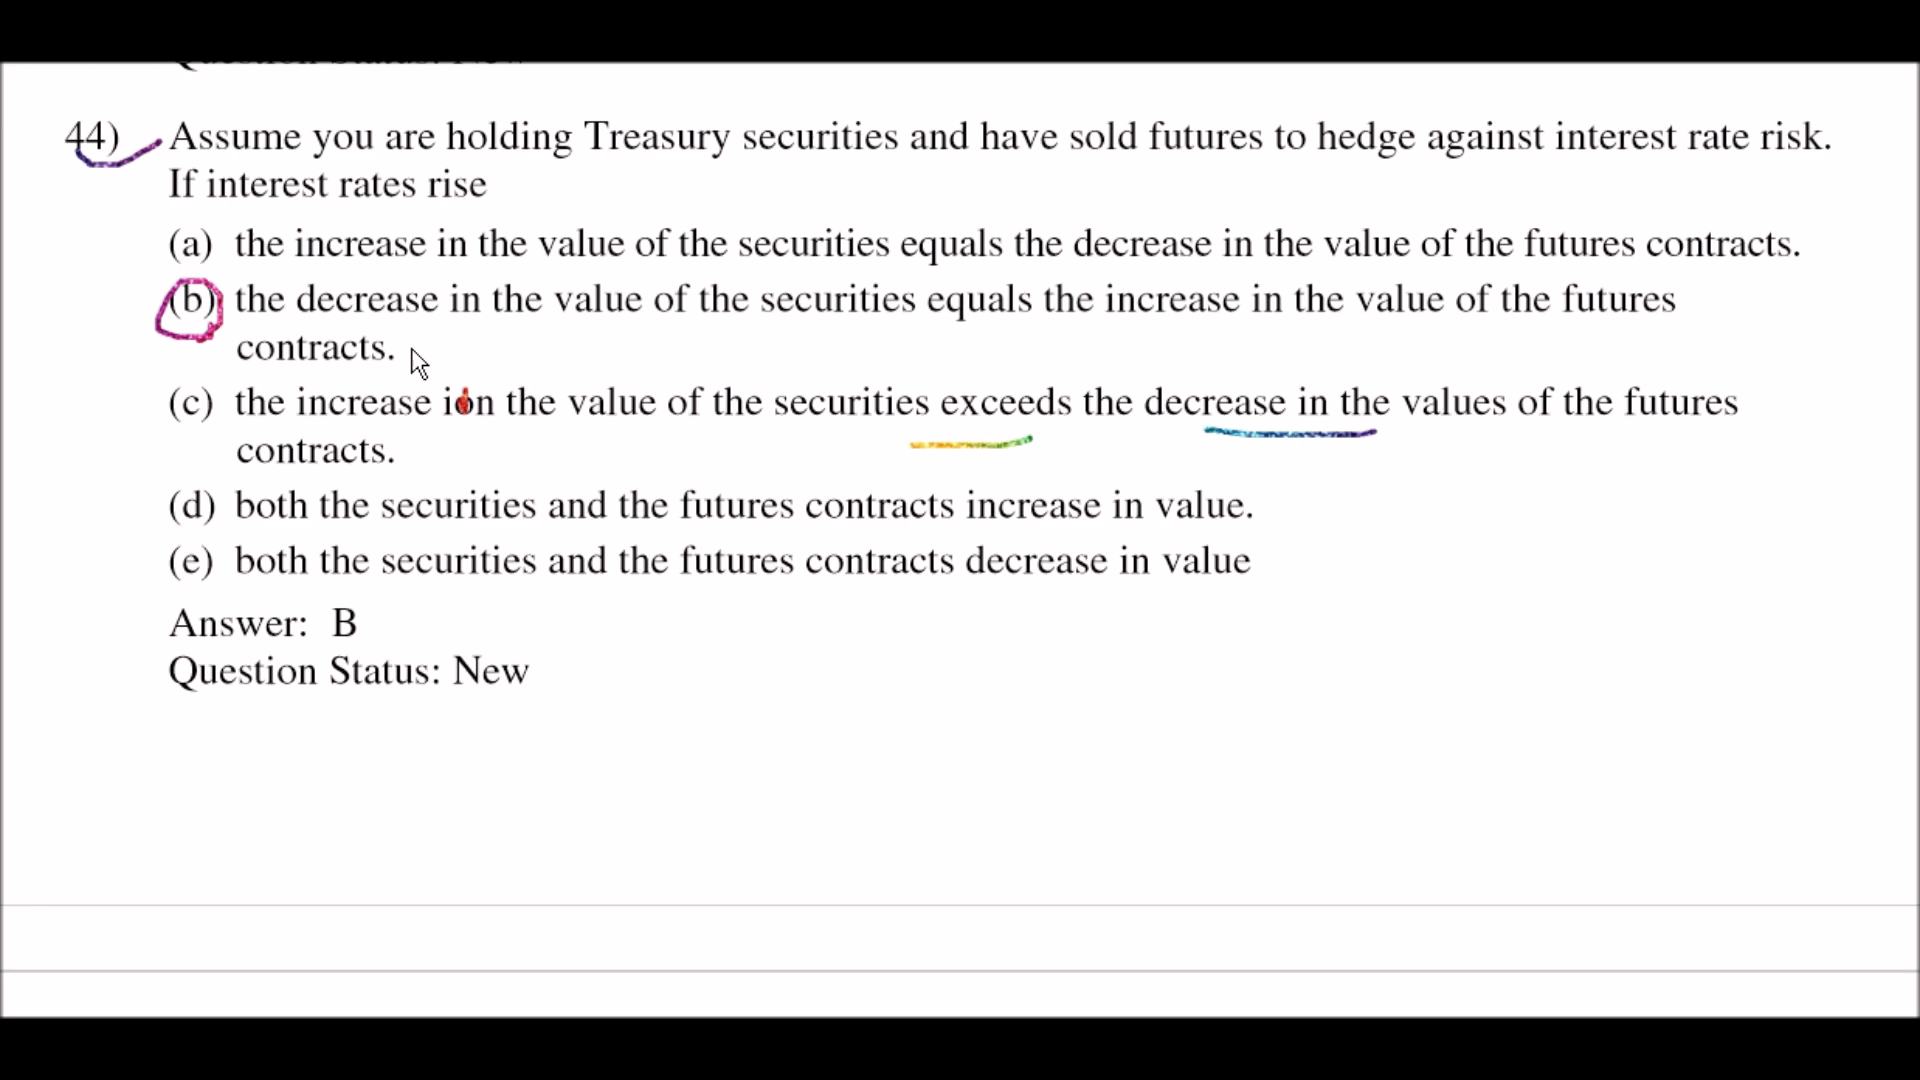 44) Assume you are holding Treasury securities and have sold futures to hedge against interest rate risk.
If interest rates rise
(a) the increase in the value of the securities equals the decrease in the value of the futures contracts.
(b) the decrease in the value of the securities equals the increase in the value of the futures
contracts.
(c) the increase ion the value of the securities exceeds the decrease in the values of the futures
contracts.
(d) both the securities and the futures contracts increase in value.
(e) both the securities and the futures contracts decrease in value
Answer: B
Question Status: New